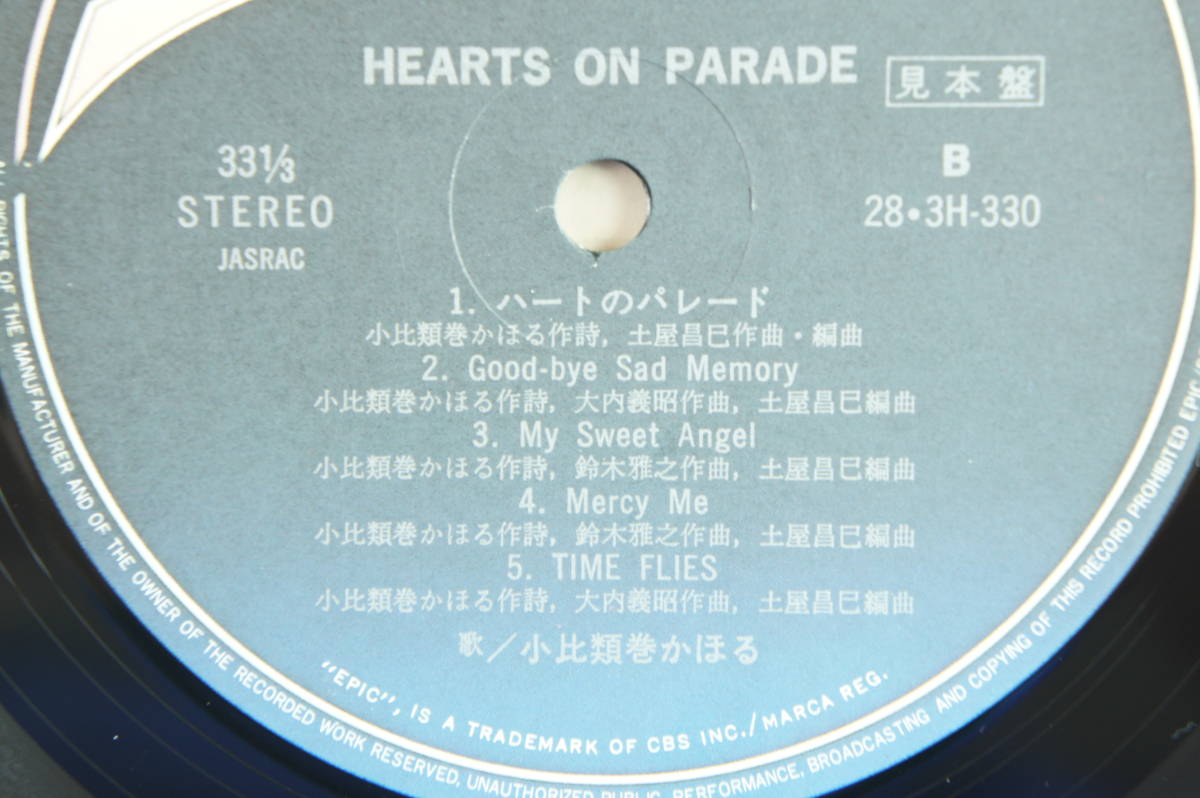 HEARTS ON PARADE
見本盤
33 1/3
STEREO
JASRAC
B
28・3H-330
1. ハートのパレード
小比類巻かほる作詩, 土屋昌巳作曲・編曲
2. Good-bye Sad Memory
小比類巻かほる作詩, 大内義昭作曲, 土屋昌巳編曲
3. My Sweet Angel
小比類巻かほる作詩, 鈴木雅之作曲, 土屋昌巳編曲
4. Mercy Me
小比類巻かほる作詩, 鈴木雅之作曲, 土屋昌巳編曲
5. TIME FLIES
小比類巻かほる作詩, 大内義昭作曲, 土屋昌巳編曲
歌／小比類巻かほる
"EPIC", IS A TRADEMARK OF CBS INC./MARCA REG.
RIGHTS OF THE MANUFACTURER AND OF THE OWNER OF THE RECORDED WORK RESERVED, UNAUTHORIZED PUBLIC PERFORMANCE, BROADCASTING AND COPYING OF THIS RECORD PROHIBITED EPIC/